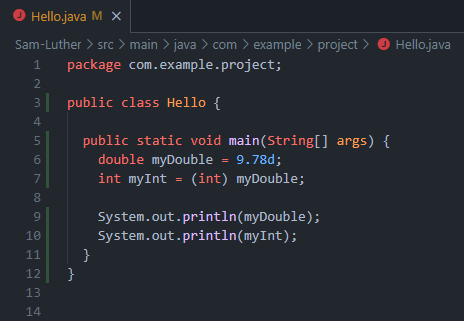 Hello.java M ×
Sam-Luther > src > main > java > com > example > project > Hello.java
1 package com.example.project;
2
3 public class Hello {
4
5   public static void main(String[] args) {
6     double myDouble = 9.78d;
7     int myInt = (int) myDouble;
8
9     System.out.println(myDouble);
10     System.out.println(myInt);
11   }
12 }
13
14